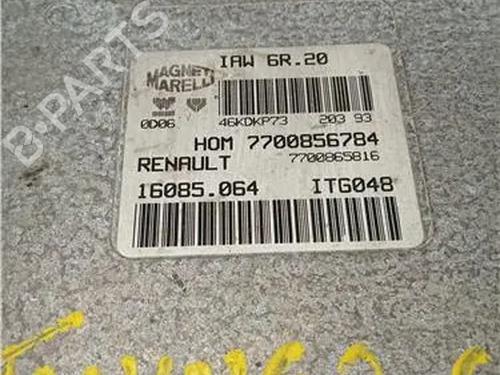 IAW 6R.20
MAGNETI
MARELLI
0D06
46KDKP73 203 93
HOM 7700856784
RENAULT 7700865816
16085.064 ITG048
B-PARTS